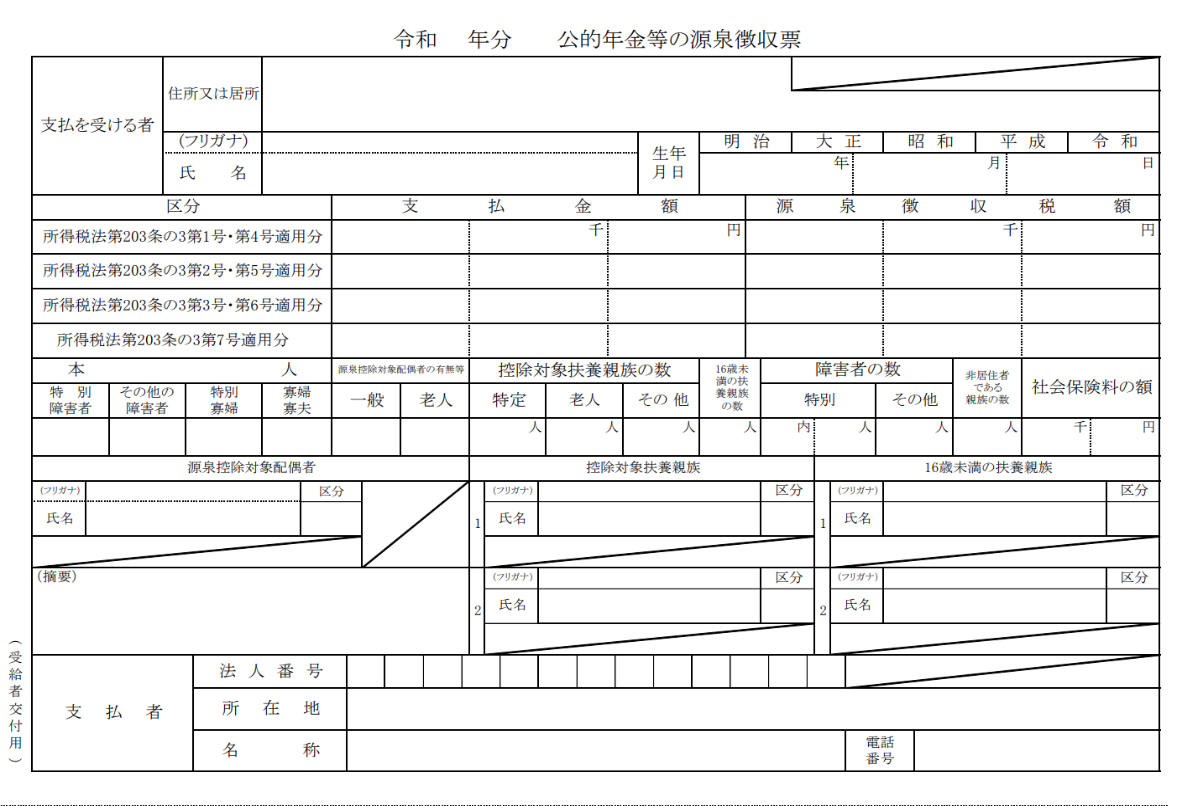 令和　年分　公的年金等の源泉徴収票
支払を受ける者
住所又は居所
(フリガナ)
氏　名
生年
月日
明 治　大 正　昭 和　平 成　令 和
年　月　日
区分　支　払　金　額　源　泉　徴　収　税　額
所得税法第203条の3第1号･第4号適用分　千　円　千　円
所得税法第203条の3第2号･第5号適用分
所得税法第203条の3第3号･第6号適用分
所得税法第203条の3第7号適用分
本　人
特 別
障害者
その他の
障害者
特別
寡婦
寡婦
寡夫
源泉控除対象配偶者の有無等
一般　老人
控除対象扶養親族の数
特定　老人　その 他
16歳未
満の扶
養親族
の数
障害者の数
特別　その他
非居住者
である
親族の数
社会保険料の額
人　人　人　人　内　人　人　人　千　円
源泉控除対象配偶者　控除対象扶養親族　16歳未満の扶養親族
(フリガナ)　区分
氏名
1
(フリガナ)　区分
氏名
1
(フリガナ)　区分
氏名
(摘要)
2
(フリガナ)　区分
氏名
2
(フリガナ)　区分
氏名
(受給者交付用)
支　払　者
法 人 番 号
所　在　地
名　称
電話
番号